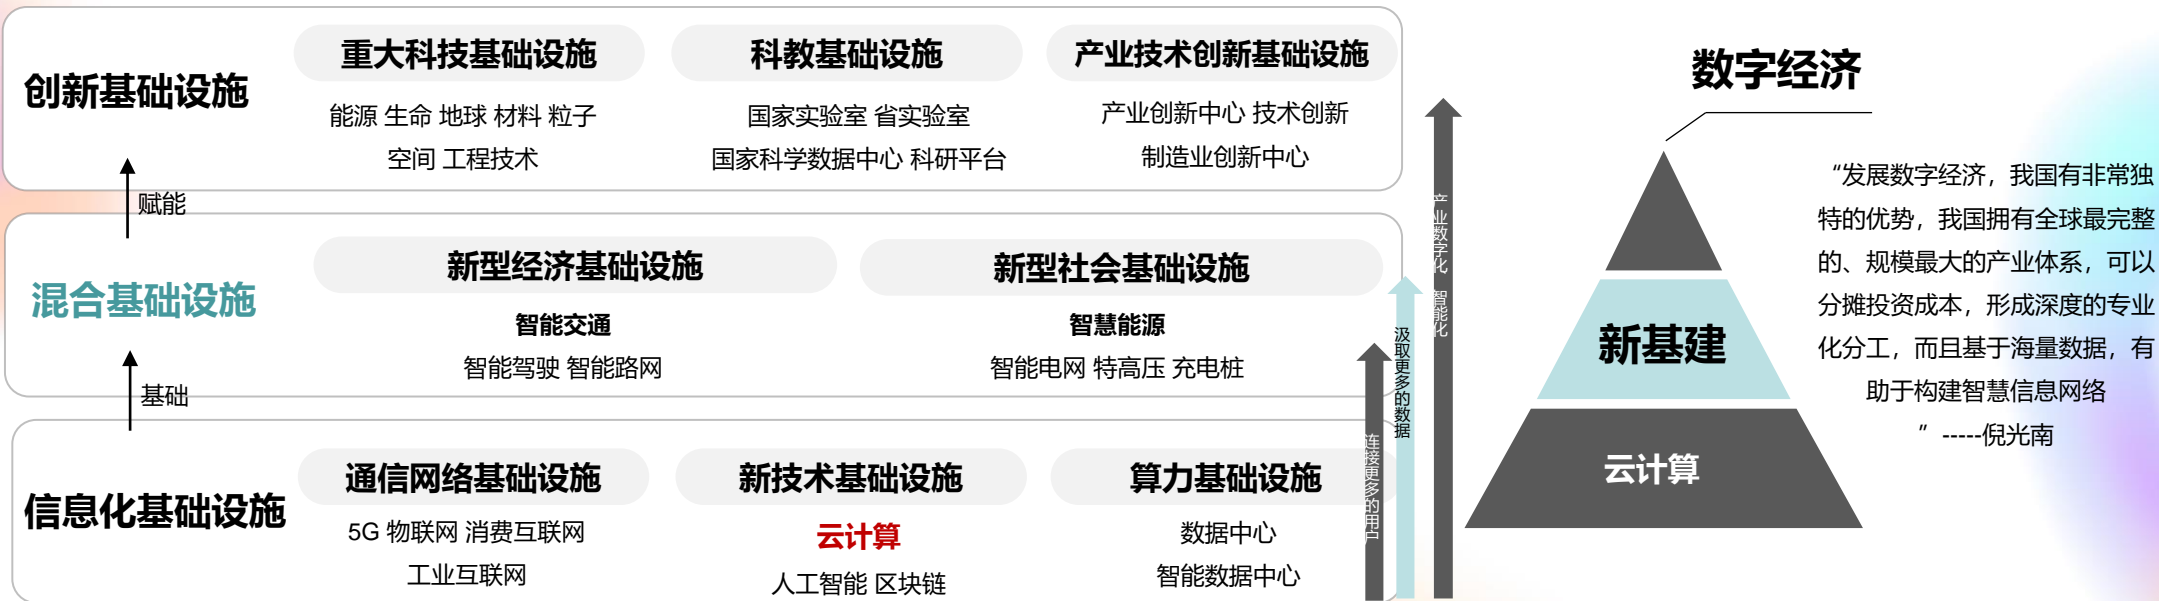 创新基础设施
重大科技基础设施
能源 生命 地球 材料 粒子
空间 工程技术
科教基础设施
国家实验室 省实验室
国家科学数据中心 科研平台
产业技术创新基础设施
产业创新中心 技术创新
制造业创新中心
赋能
混合基础设施
新型经济基础设施
智能交通
智能驾驶 智能路网
新型社会基础设施
智慧能源
智能电网 特高压 充电桩
基础
信息化基础设施
通信网络基础设施
5G 物联网 消费互联网
工业互联网
新技术基础设施
云计算
人工智能 区块链
算力基础设施
数据中心
智能数据中心
连接更多的用户
汲取更多的数据
产业数字化 智能化
数字经济
新基建
云计算
“发展数字经济，我国有非常独
特的优势，我国拥有全球最完整
的、规模最大的产业体系，可以
分摊投资成本，形成深度的专业
化分工，而且基于海量数据，有
助于构建智慧信息网络
”-----倪光南